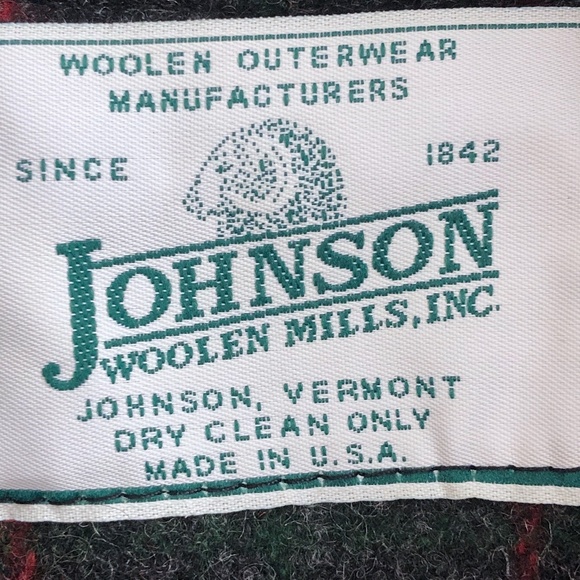 WOOLEN OUTERWEAR
MANUFACTURERS
SINCE 1842
JOHNSON
WOOLEN MILLS, INC.
JOHNSON, VERMONT
DRY CLEAN ONLY
MADE IN U.S.A.